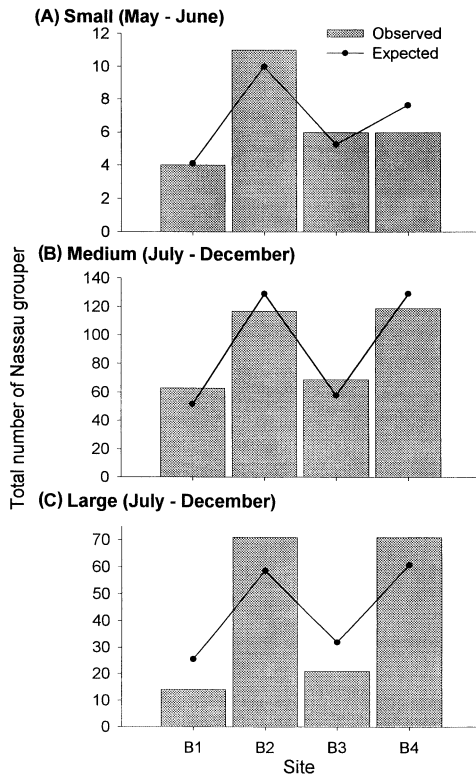 (A) Small (May - June)
Observed
Expected
12
10
8
6
4
2
0
Total number of Nassau grouper
(B) Medium (July - December)
140
120
100
80
60
40
20
0
(C) Large (July - December)
70
60
50
40
30
20
10
0
B1 B2 B3 B4
Site